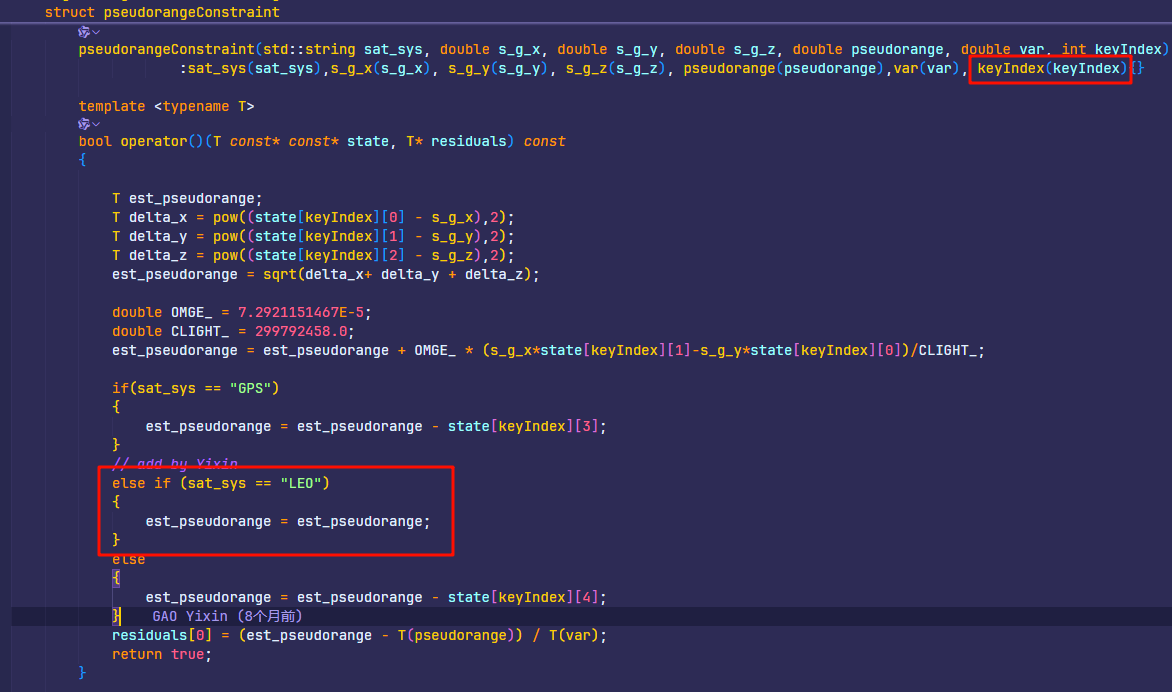 struct pseudorangeConstraint
pseudorangeConstraint(std::string sat_sys, double s_g_x, double s_g_y, double s_g_z, double pseudorange, double var, int keyIndex)
:sat_sys(sat_sys),s_g_x(s_g_x), s_g_y(s_g_y), s_g_z(s_g_z), pseudorange(pseudorange),var(var), keyIndex(keyIndex){}
template <typename T>
bool operator()(T const* const* state, T* residuals) const
{
T est_pseudorange;
T delta_x = pow((state[keyIndex][0] - s_g_x),2);
T delta_y = pow((state[keyIndex][1] - s_g_y),2);
T delta_z = pow((state[keyIndex][2] - s_g_z),2);
est_pseudorange = sqrt(delta_x+ delta_y + delta_z);
double OMGE_ = 7.2921151467E-5;
double CLIGHT_ = 299792458.0;
est_pseudorange = est_pseudorange + OMGE_ * (s_g_x*state[keyIndex][1]-s_g_y*state[keyIndex][0])/CLIGHT_;
if(sat_sys == "GPS")
{
est_pseudorange = est_pseudorange - state[keyIndex][3];
}
// add by Yixin
else if (sat_sys == "LEO")
{
est_pseudorange = est_pseudorange;
}
else
{
est_pseudorange = est_pseudorange - state[keyIndex][4];
} GAO Yixin (8个月前)
residuals[0] = (est_pseudorange - T(pseudorange)) / T(var);
return true;
}